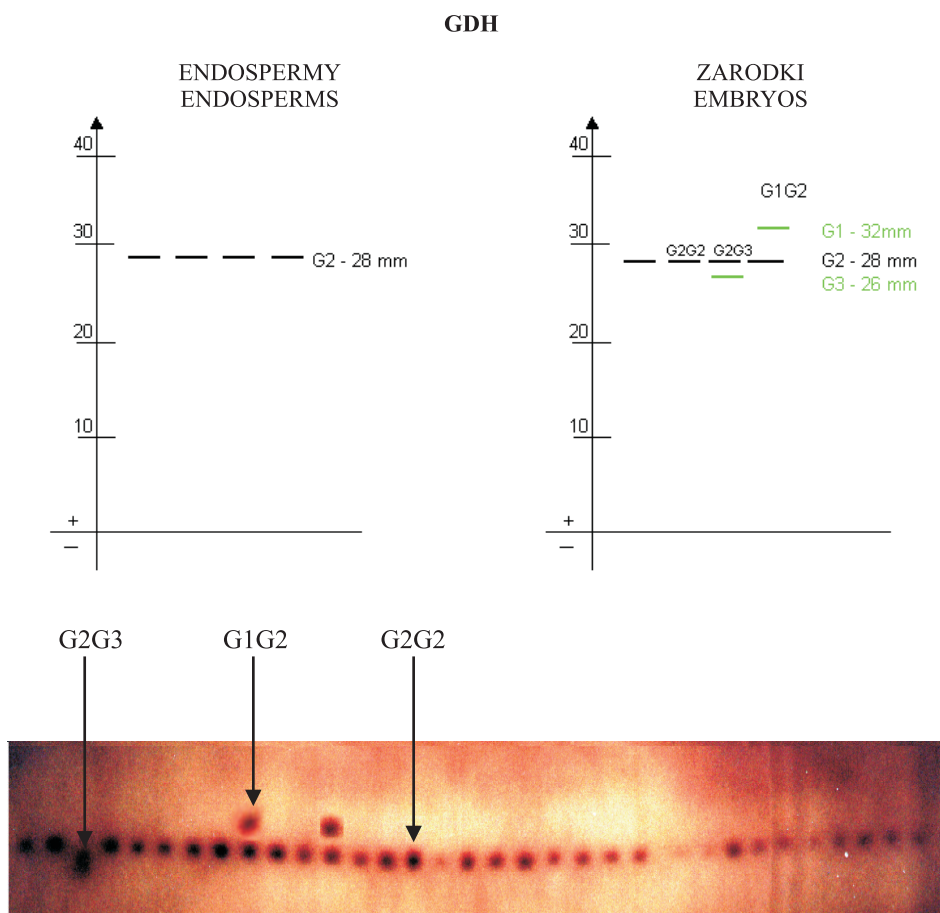 GDH
ENDOSPERMY
ENDOSPERMS
40
30
20
10
+
–
G2 - 28 mm
ZARODKI
EMBRYOS
40
30
20
10
+
–
G1G2
G2G2
G2G3
G1 - 32mm
G2 - 28 mm
G3 - 26 mm
G2G3
G1G2
G2G2